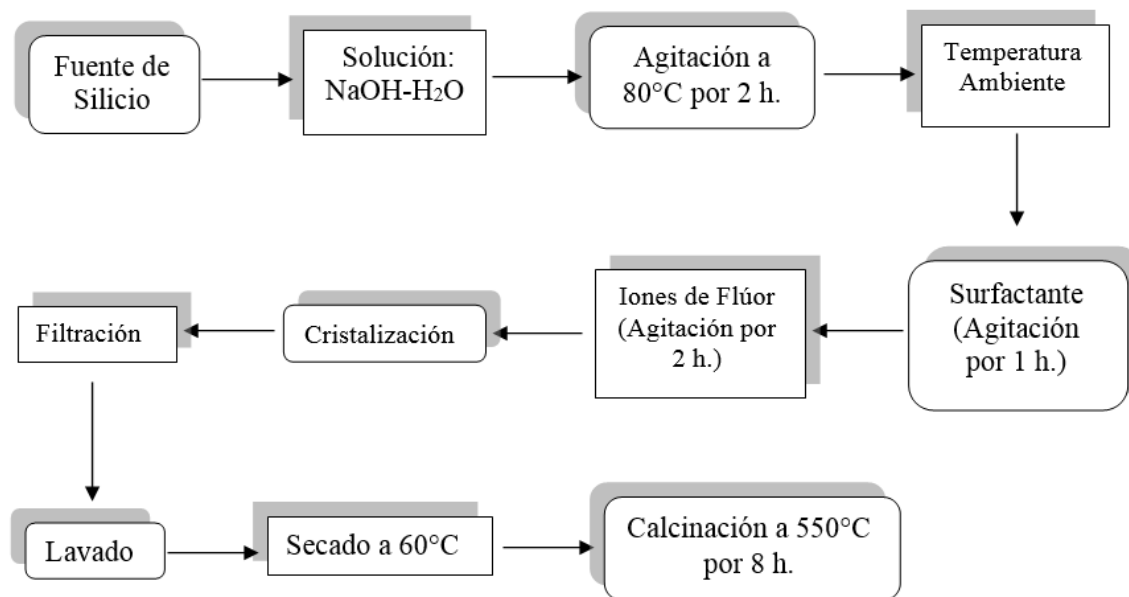 Fuente de
Silicio
Solución:
NaOH-H₂O
Agitación a
80°C por 2 h.
Temperatura
Ambiente
Surfactante
(Agitación
por 1 h.)
Iones de Flúor
(Agitación por
2 h.)
Cristalización
Filtración
Lavado
Secado a 60°C
Calcinación a 550°C
por 8 h.